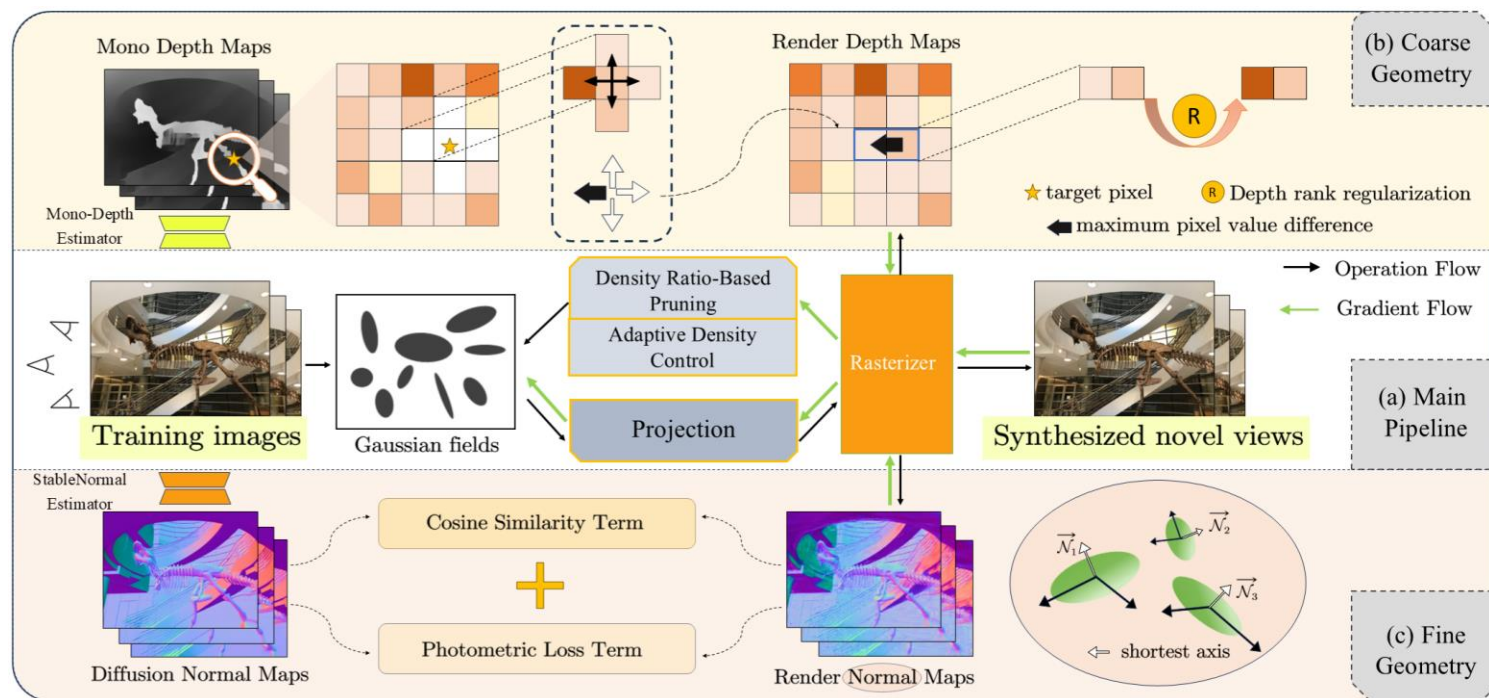 Mono Depth Maps
Render Depth Maps
(b) Coarse
Geometry
R
target pixel
R
Depth rank regularization
maximum pixel value difference
Mono-Depth
Estimator
Density Ratio-Based
Pruning
Adaptive Density
Control
Rasterizer
Operation Flow
Gradient Flow
(a) Main
Pipeline
Training images
Gaussian fields
Projection
Synthesized novel views
StableNormal
Estimator
Cosine Similarity Term
Photometric Loss Term
Diffusion Normal Maps
Render Normal Maps
N₁
N₂
N₃
shortest axis
(c) Fine
Geometry